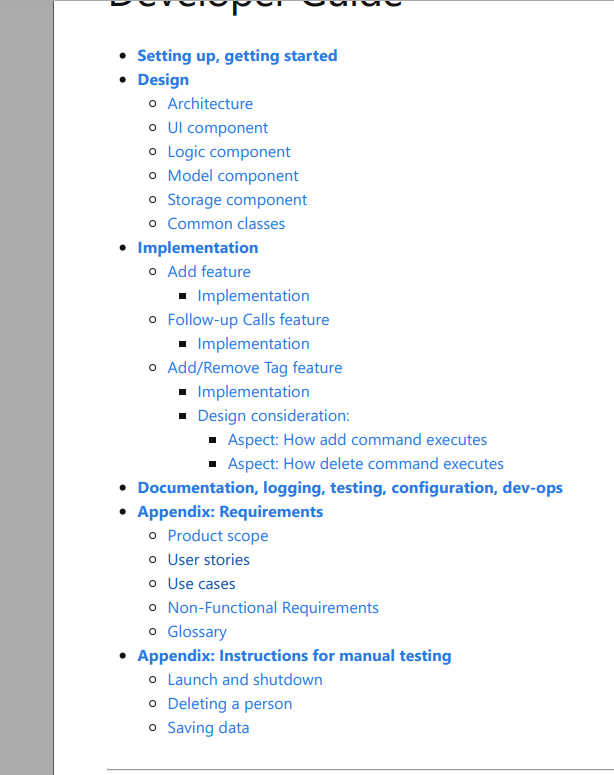 Developer Guide
Setting up, getting started
Design
Architecture
UI component
Logic component
Model component
Storage component
Common classes
Implementation
Add feature
Implementation
Follow-up Calls feature
Implementation
Add/Remove Tag feature
Implementation
Design consideration:
Aspect: How add command executes
Aspect: How delete command executes
Documentation, logging, testing, configuration, dev-ops
Appendix: Requirements
Product scope
User stories
Use cases
Non-Functional Requirements
Glossary
Appendix: Instructions for manual testing
Launch and shutdown
Deleting a person
Saving data